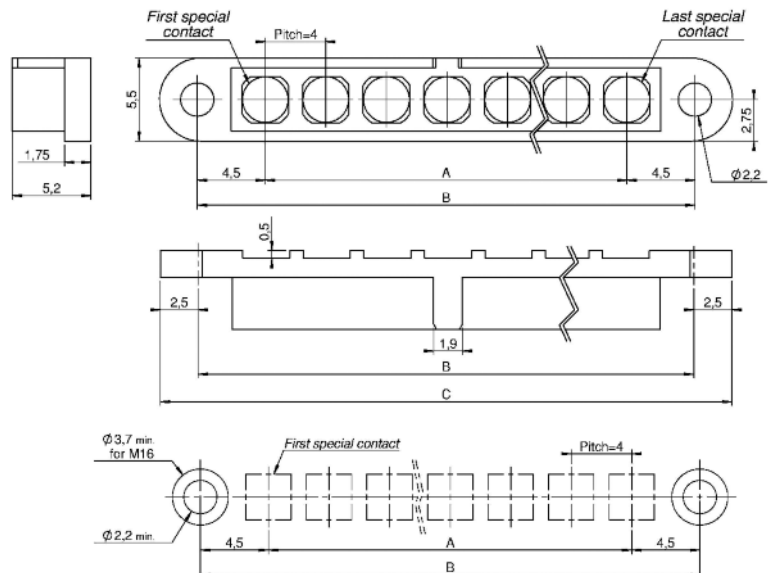 First special
contact
Pitch=4
Last special
contact
5.5
2,75
1,75
5,2
4,5
A
4,5
B
Φ2,2
0,5
2,5
2,5
1,9
B
C
Φ3,7 min.
for M16
First special contact
Pitch=4
Φ2,2 min.
4,5
A
4,5
B